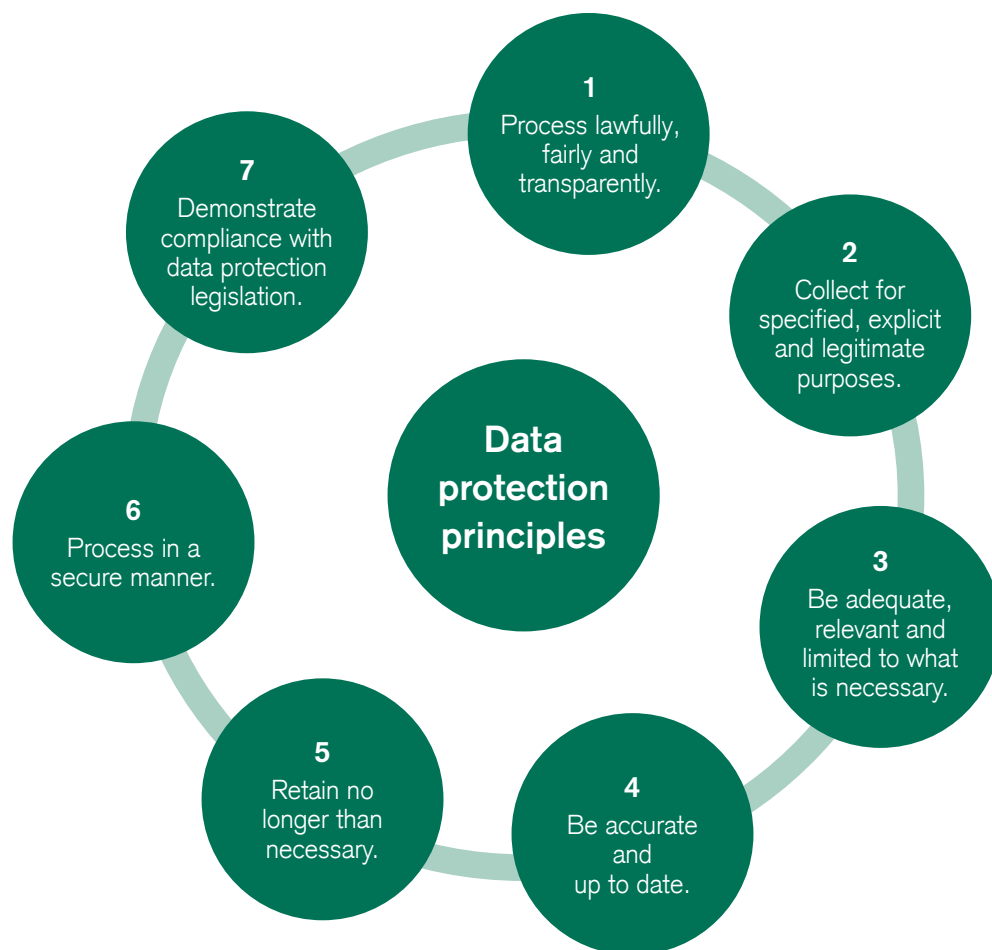 Data
protection
principles
1
Process lawfully,
fairly and
transparently.
2
Collect for
specified, explicit
and legitimate
purposes.
3
Be adequate,
relevant and
limited to what
is necessary.
4
Be accurate
and
up to date.
5
Retain no
longer than
necessary.
6
Process in a
secure manner.
7
Demonstrate
compliance with
data protection
legislation.